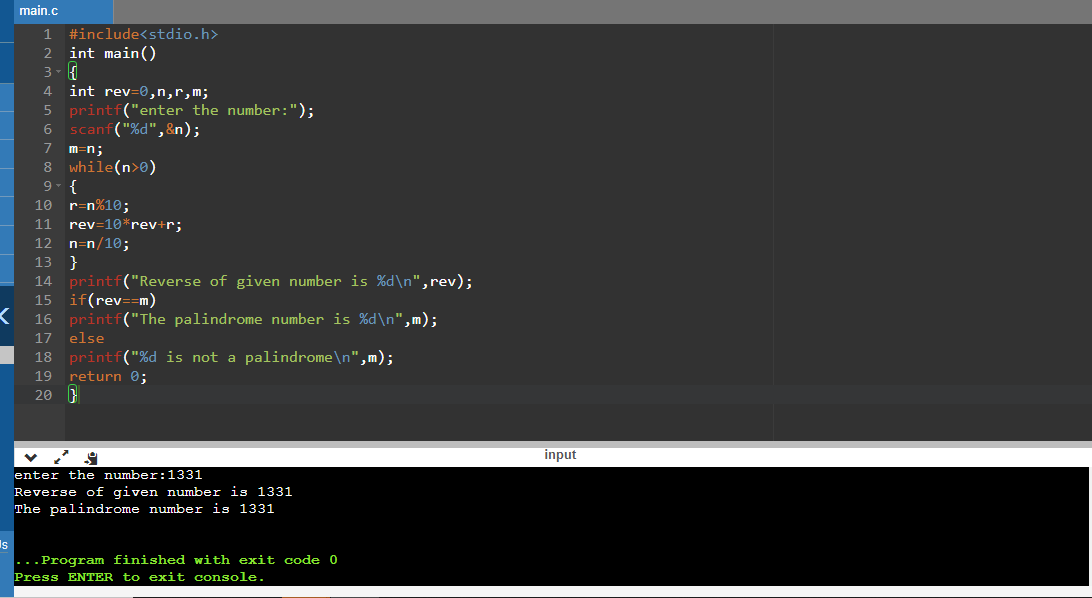 main.c
1 #include<stdio.h>
2 int main()
3 {
4 int rev=0,n,r,m;
5 printf("enter the number:");
6 scanf("%d",&n);
7 m=n;
8 while(n>0)
9 {
10 r=n%10;
11 rev=10*rev+r;
12 n=n/10;
13 }
14 printf("Reverse of given number is %d\n",rev);
15 if(rev==m)
16 printf("The palindrome number is %d\n",m);
17 else
18 printf("%d is not a palindrome\n",m);
19 return 0;
20 }
input
enter the number:1331
Reverse of given number is 1331
The palindrome number is 1331
...Program finished with exit code 0
Press ENTER to exit console.